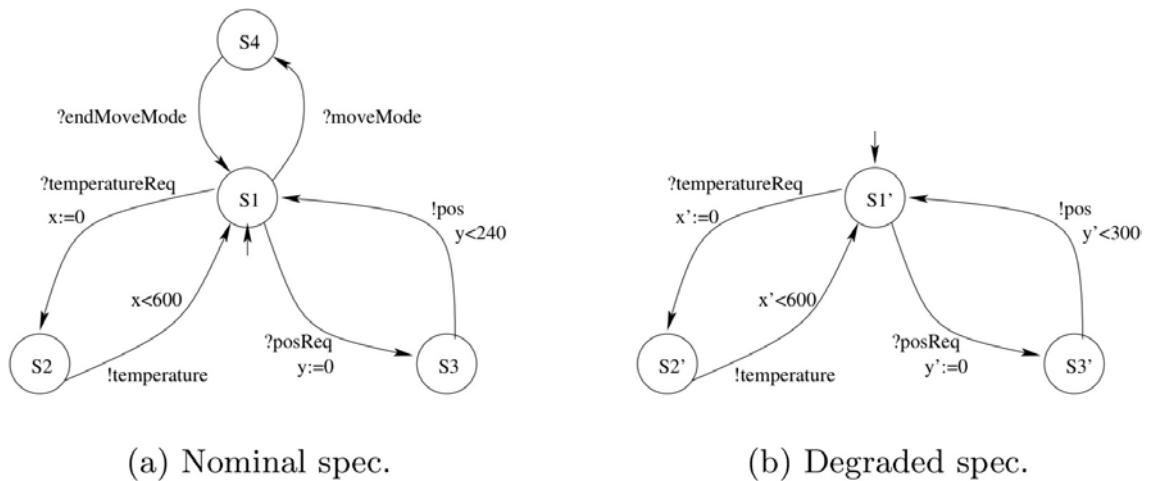 S4
?endMoveMode
?moveMode
?temperatureReq
x:=0
S1
!pos
y<240
x<600
?posReq
y:=0
S2
!temperature
S3
(a) Nominal spec.
?temperatureReq
x':=0
S1'
!pos
y'<300
x'<600
?posReq
y':=0
S2'
!temperature
S3'
(b) Degraded spec.